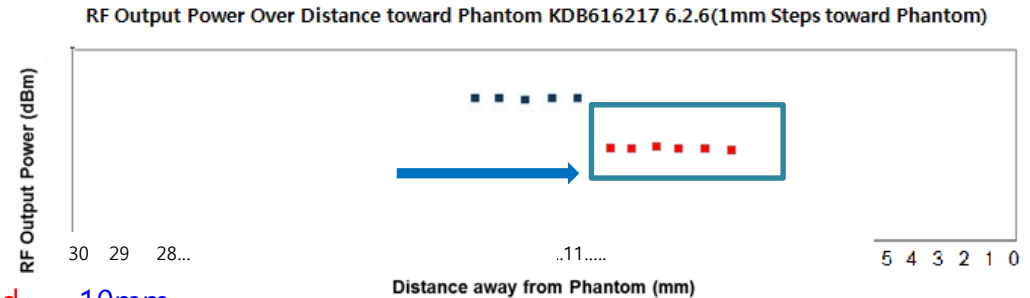 RF Output Power Over Distance toward Phantom KDB616217 6.2.6(1mm Steps toward Phantom)
RF Output Power (dBm)
30 29 28... ..11..... 5 4 3 2 1 0
Distance away from Phantom (mm)
10mm